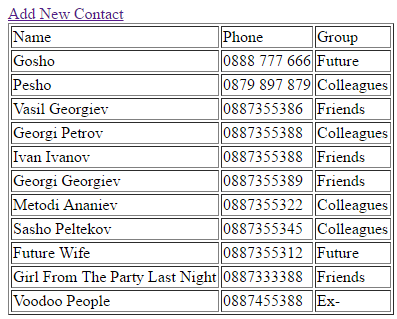 Add New Contact
Name Phone Group
Gosho 0888 777 666 Future
Pesho 0879 897 879 Colleagues
Vasil Georgiev 0887355386 Friends
Georgi Petrov 0887355388 Colleagues
Ivan Ivanov 0887355388 Friends
Georgi Georgiev 0887355389 Friends
Metodi Ananiev 0887355322 Colleagues
Sasho Peltekov 0887355345 Colleagues
Future Wife 0887355312 Future
Girl From The Party Last Night 0887333388 Friends
Voodoo People 0887455388 Ex-